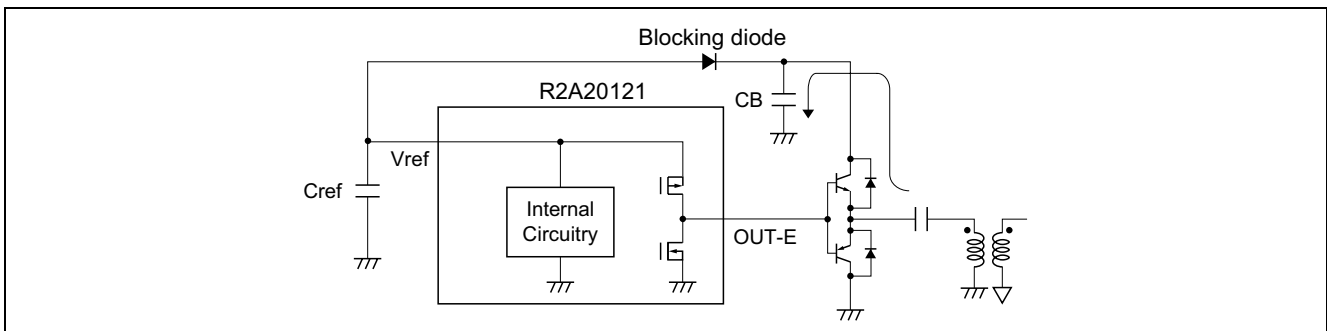 Blocking diode
R2A20121
CB
Vref
Cref
Internal
Circuitry
OUT-E